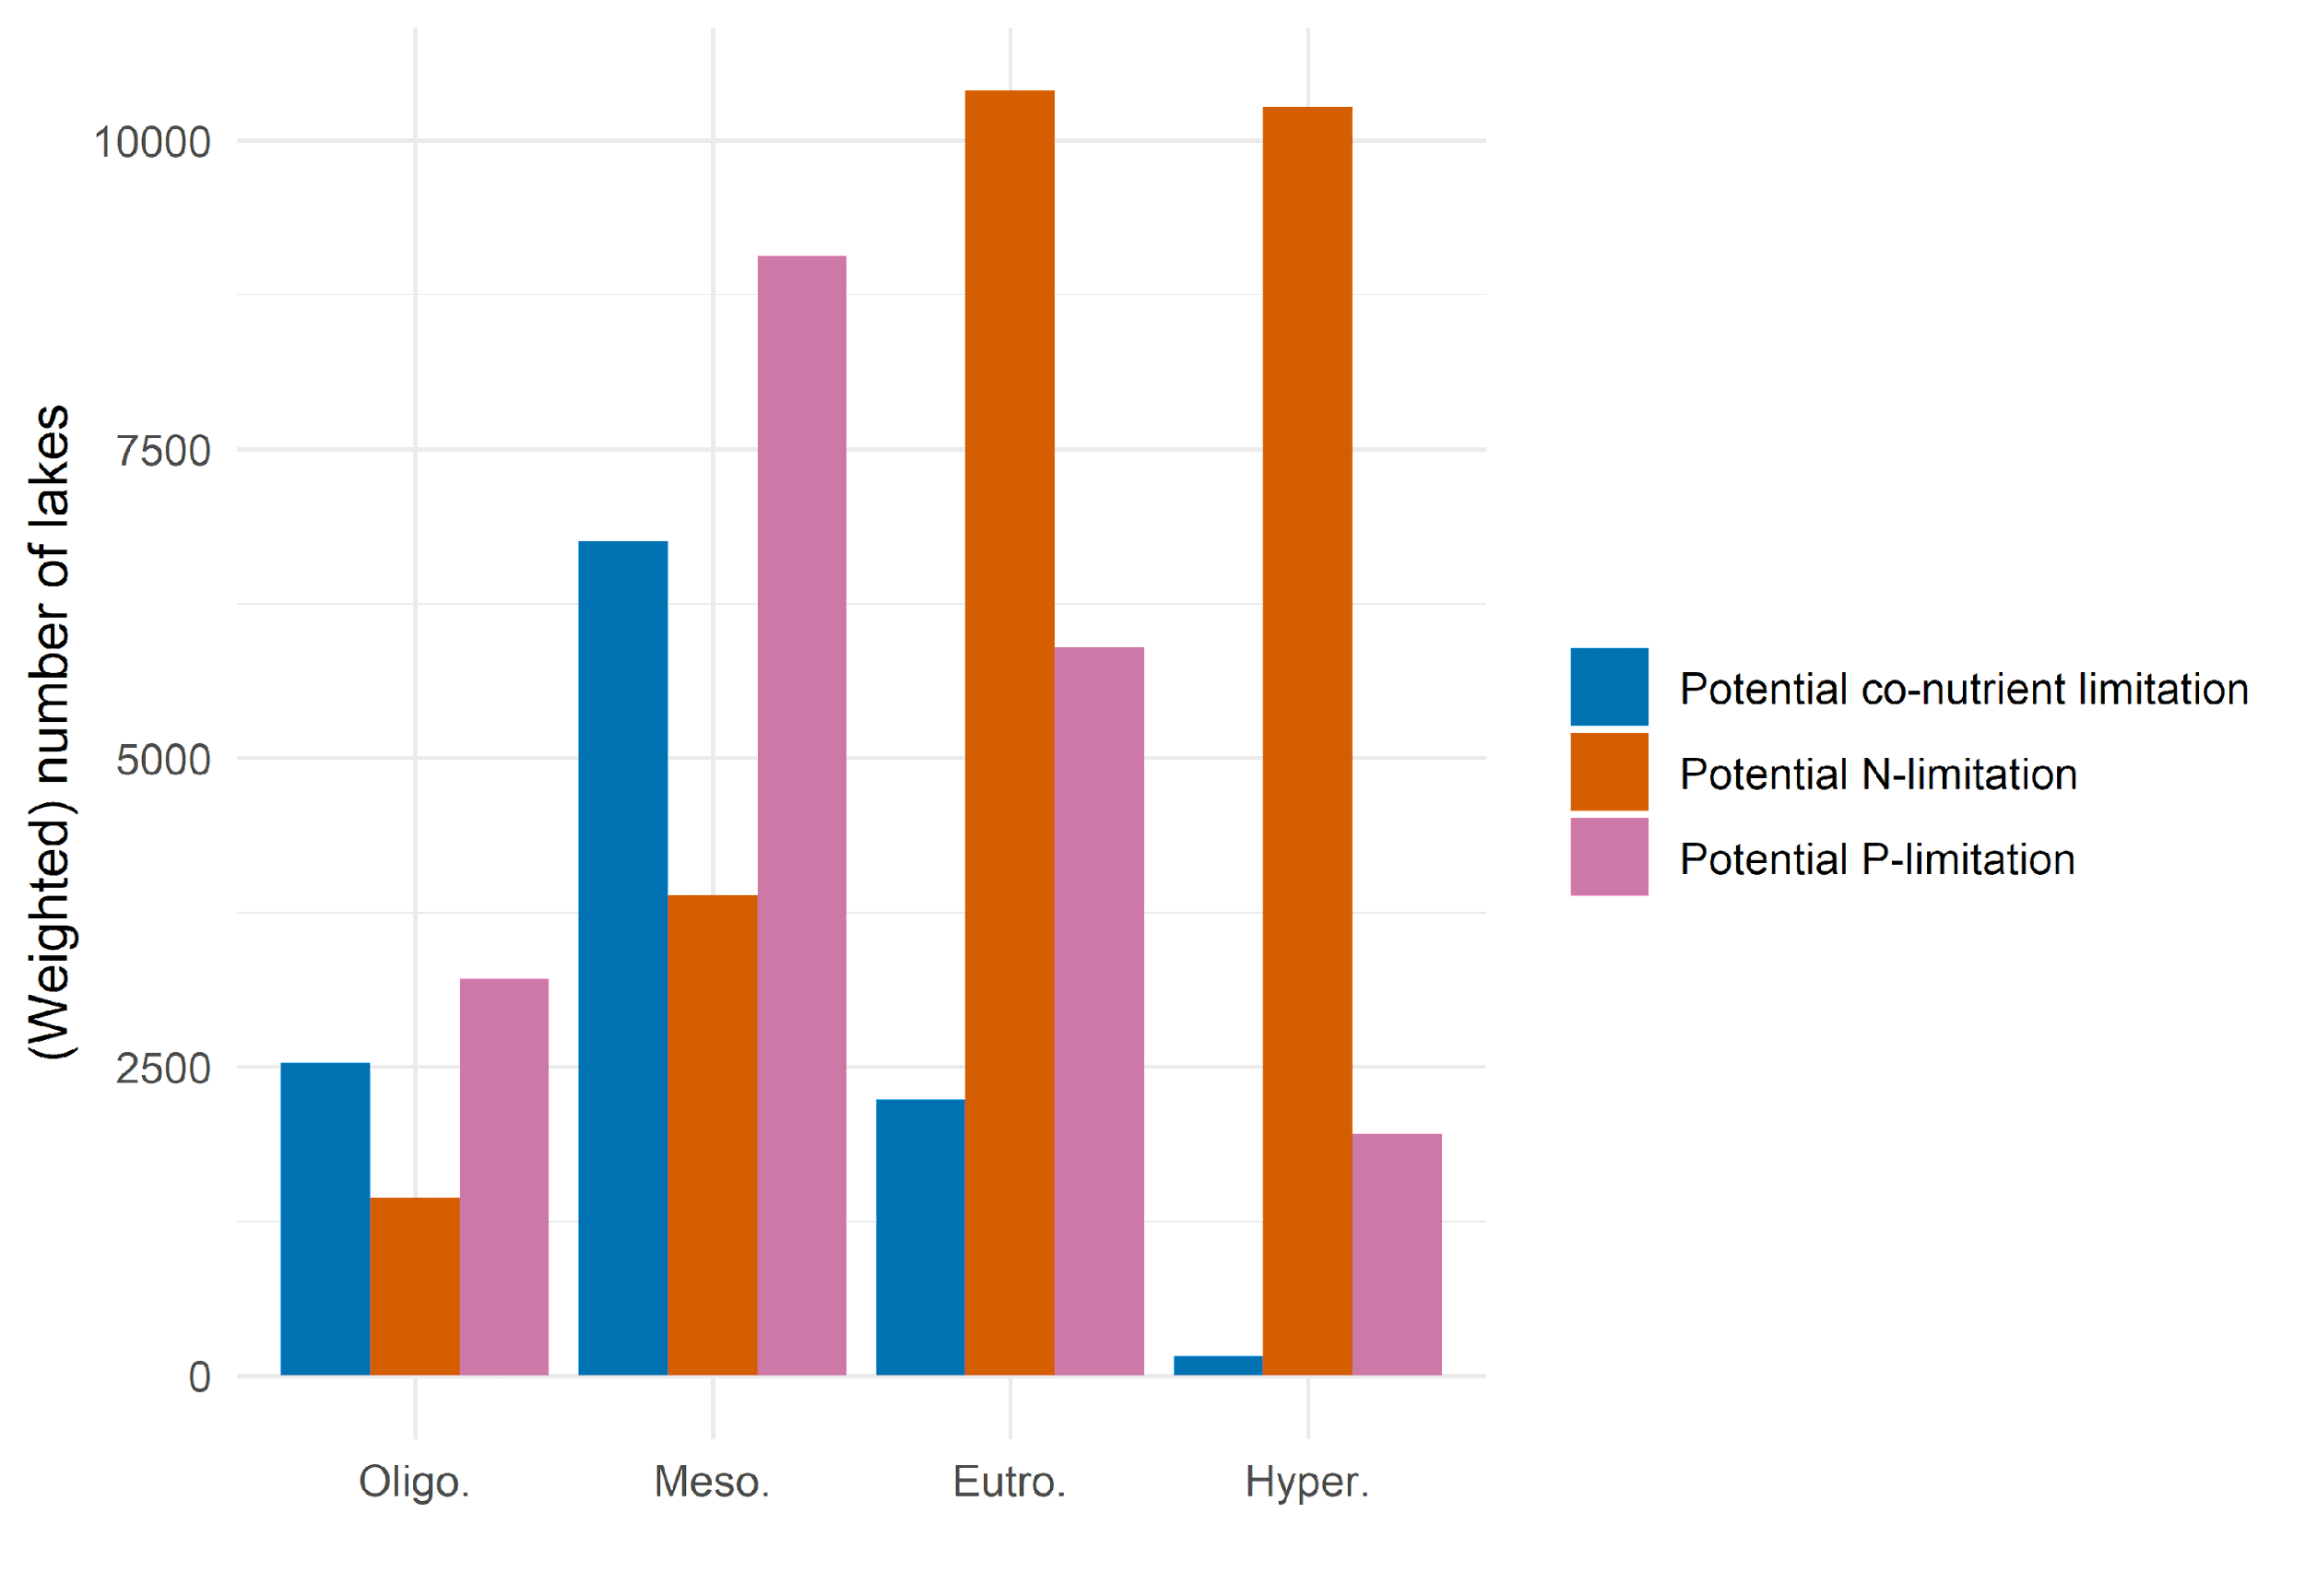 (Weighted) number of lakes
10000
7500
5000
2500
0
Oligo.
Meso.
Eutro.
Hyper.
Potential co-nutrient limitation
Potential N-limitation
Potential P-limitation